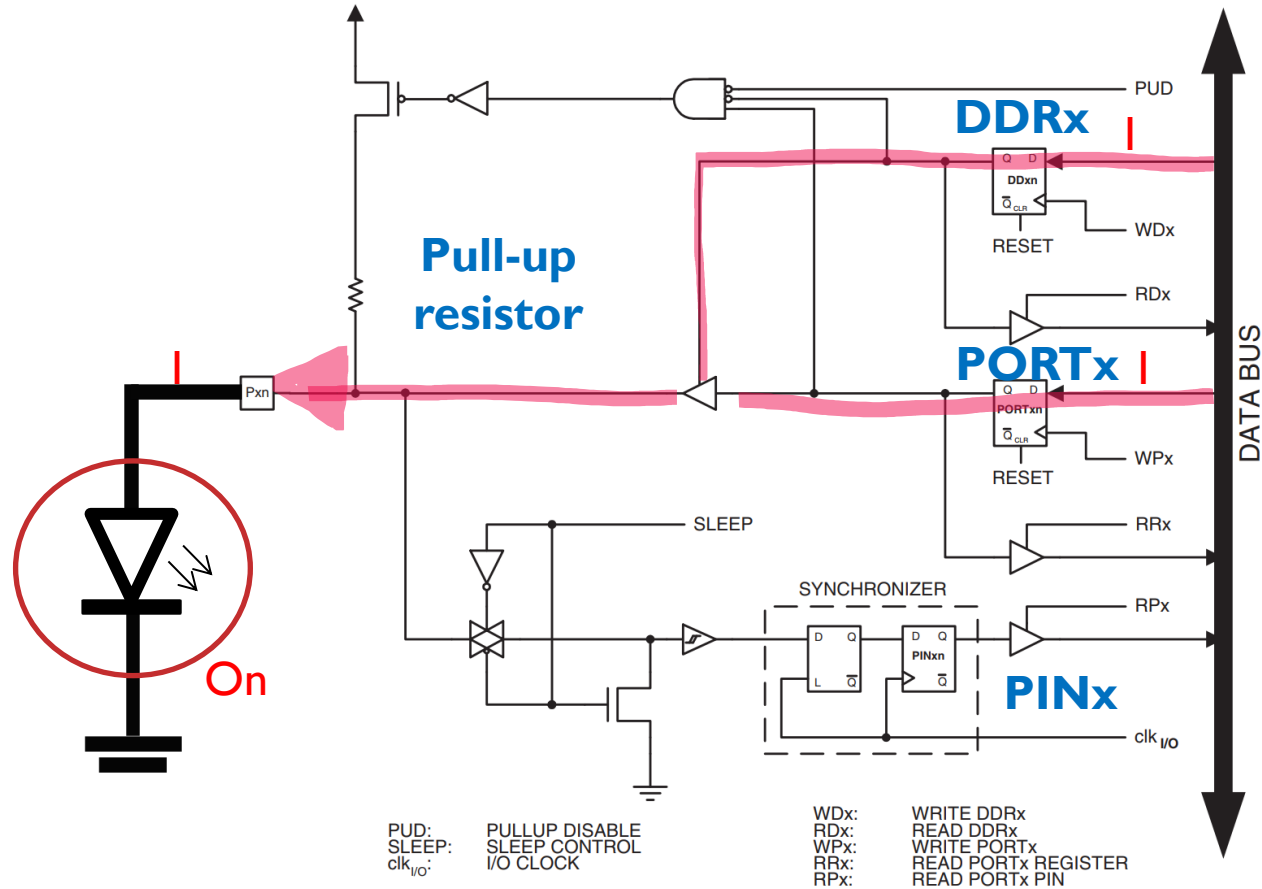 PUD
DDRx
1
Q D
DDxn
Q CLR
WDx
RESET
Pull-up
resistor
RDx
PORTx 1
1
Pxn
Q D
PORTxn
Q CLR
WPx
RESET
DATA BUS
SLEEP
RRx
SYNCHRONIZER
RPx
D Q D Q
PINxn
L Q Q
On
PINx
clk I/O
PUD: PULLUP DISABLE
SLEEP: SLEEP CONTROL
clkI/O: I/O CLOCK
WDx: WRITE DDRx
RDx: READ DDRx
WPx: WRITE PORTx
RRx: READ PORTx REGISTER
RPx: READ PORTx PIN